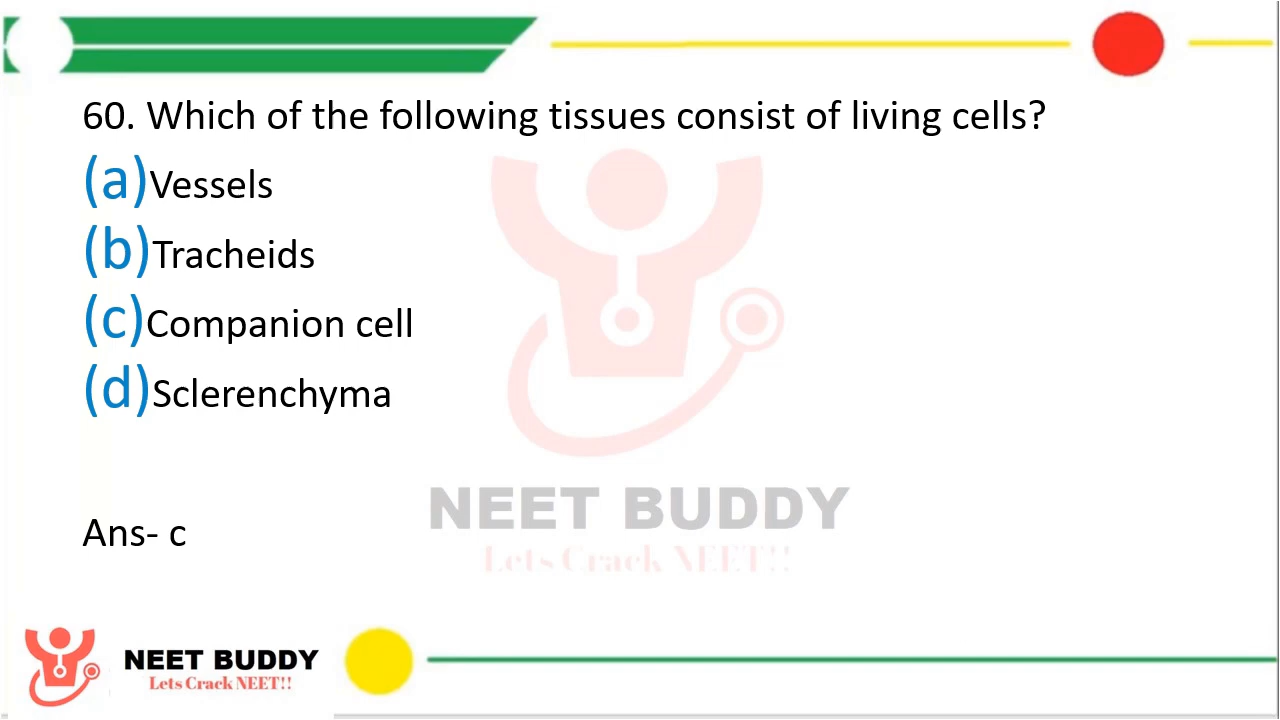 60. Which of the following tissues consist of living cells?
(a)Vessels
(b)Tracheids
(c)Companion cell
(d)Sclerenchyma
NEET BUDDY
Lets Crack NEET!!
Ans- c
NEET BUDDY
Lets Crack NEET!!